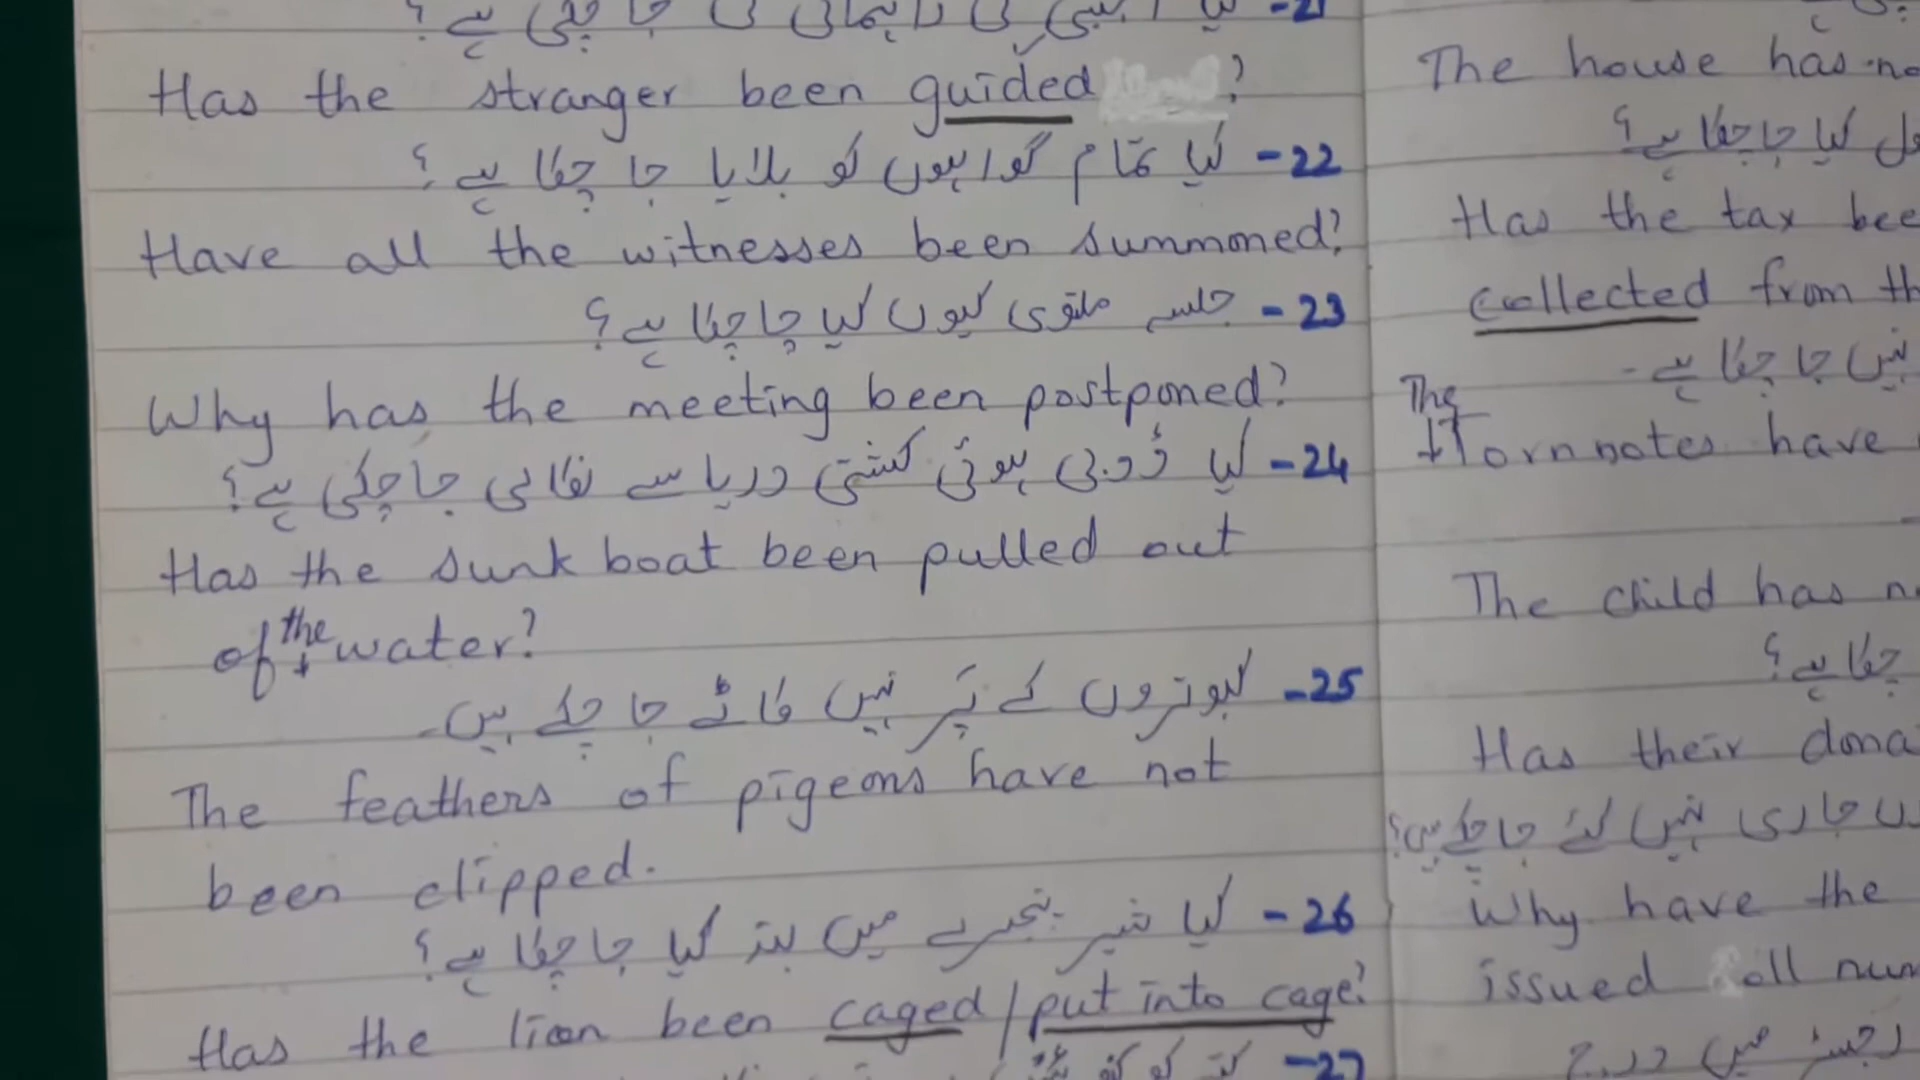 Has the stranger been guided ?
22- کیا تمام گواہوں کو بلایا جا چکا ہے؟
Have all the witnesses been summoned?
23- جلسہ ملتوی کیوں کیا جا چکا ہے؟
Why has the meeting been postponed?
24- کیا ڈوبی ہوئی کشتی دریا سے نکالی جا چکی ہے؟
Has the sunk boat been pulled out
of the water?
25- کبوتروں کے پَر نہیں کاٹے جا چکے ہیں۔
The feathers of pigeons have not
been clipped.
26- کیا شیر پنجرے میں بند کیا جا چکا ہے؟
Has the lion been caged / put into cage?
27-
The house has
کیا جا چکا ہے؟
Has the tax
collected from
نہیں جا چکا ہے۔
The
Torn notes have
The child has
چکا ہے؟
Has their
جاری نہیں کئے جا چکے ہیں؟
Why have the
issued
رجسٹر میں درج